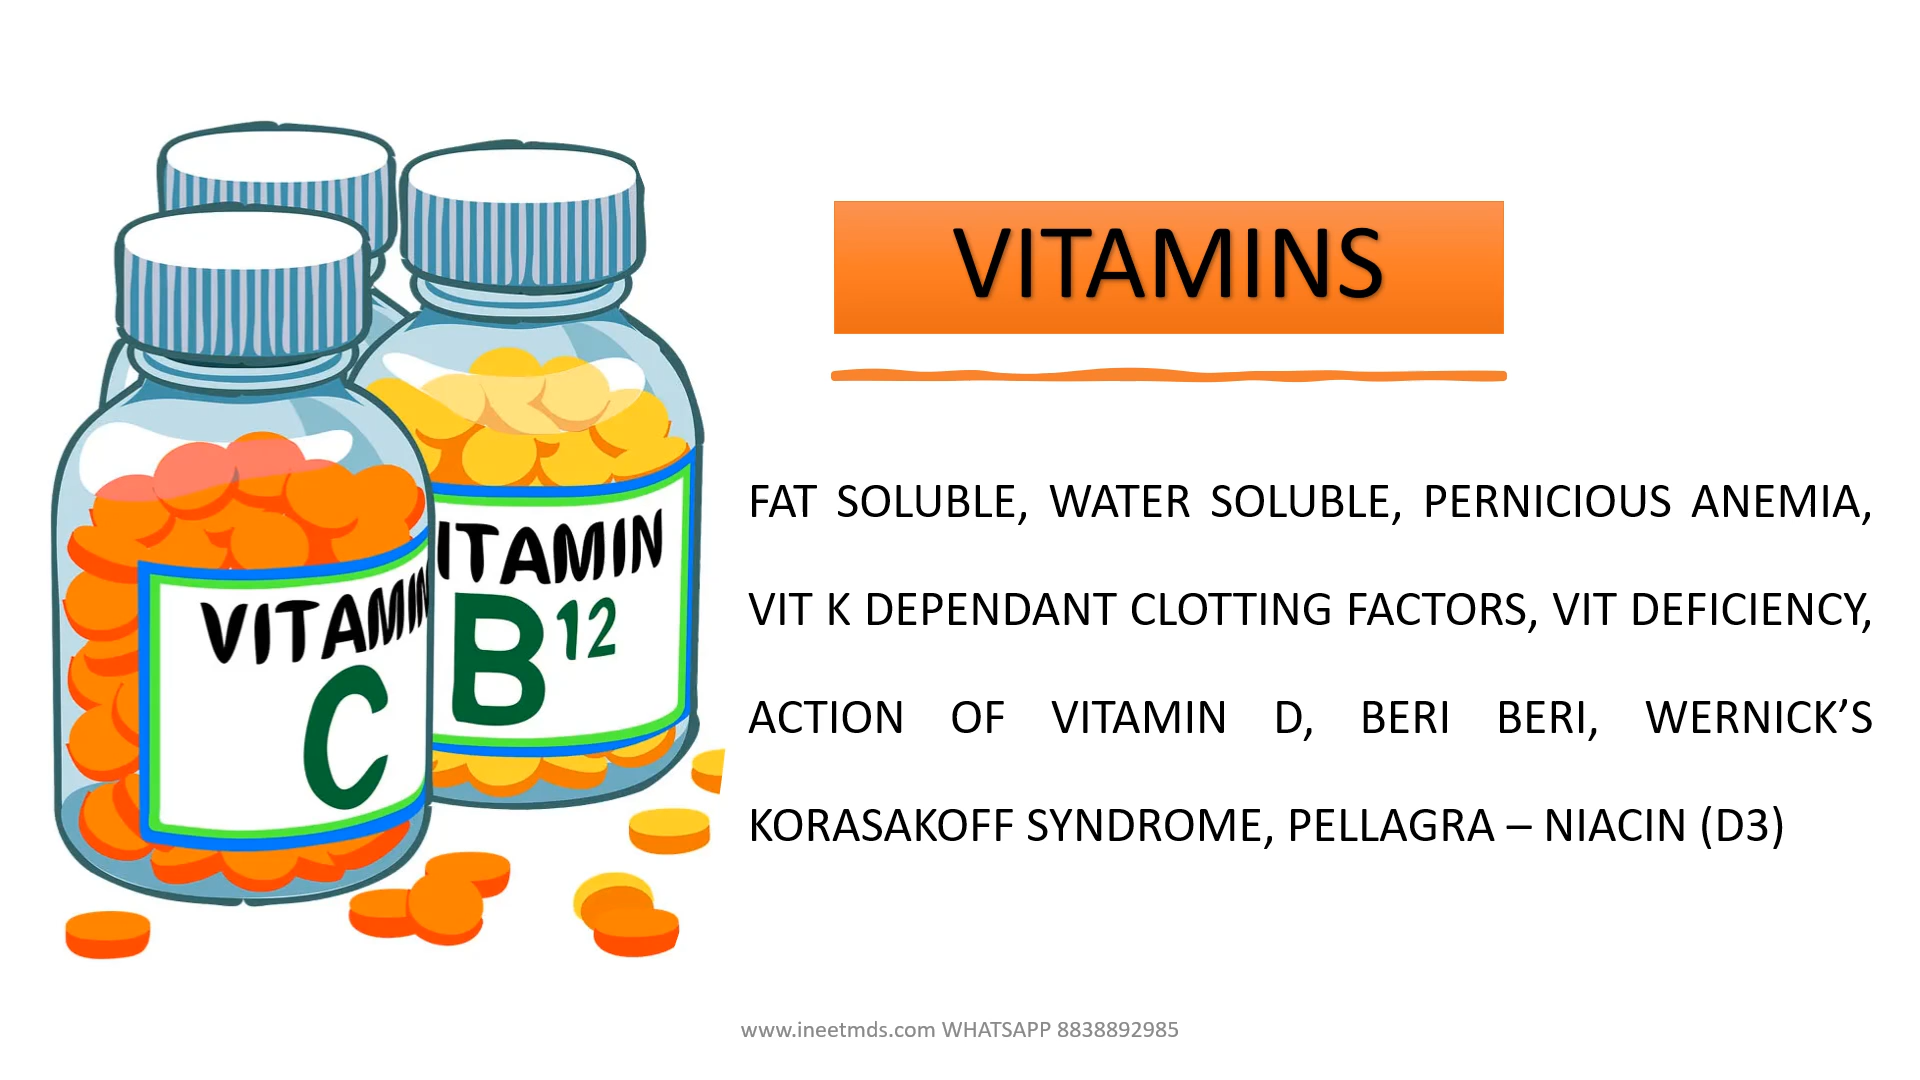 VITAMINS
FAT SOLUBLE, WATER SOLUBLE, PERNICIOUS ANEMIA,
VIT K DEPENDANT CLOTTING FACTORS, VIT DEFICIENCY,
ACTION OF VITAMIN D, BERI BERI, WERNICK’S
KORASAKOFF SYNDROME, PELLAGRA – NIACIN (D3)
ITAMIN
B12
VITAMIN
C
www.ineetmds.com WHATSAPP 8838892985